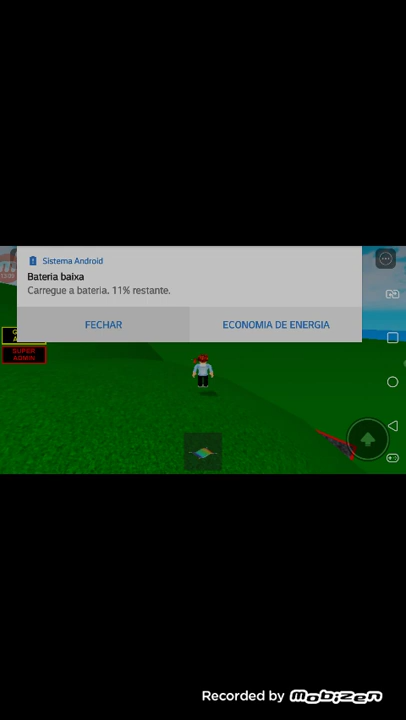 Sistema Android
Bateria baixa
Carregue a bateria. 11% restante.
FECHAR
ECONOMIA DE ENERGIA
SUPER
ADMIN
Recorded by Mobizen